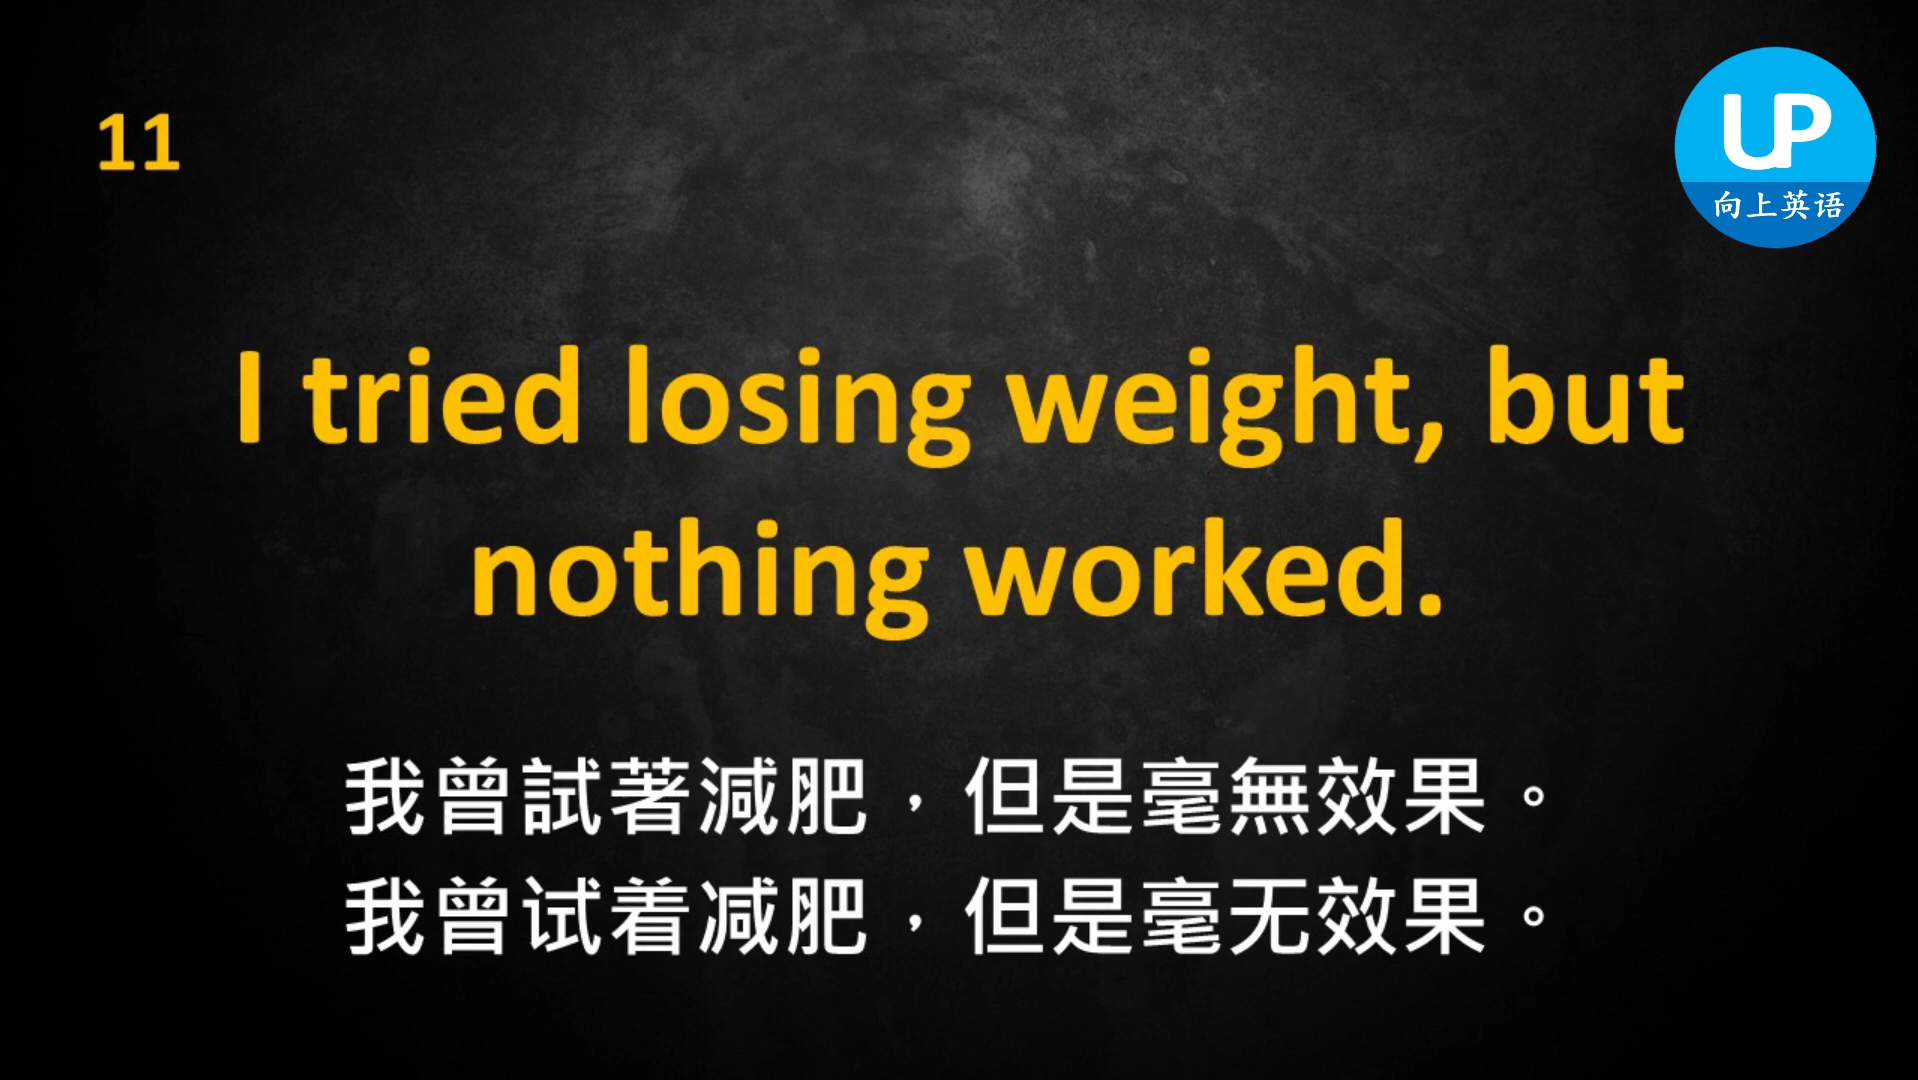 11
UP
向上英语
I tried losing weight, but
nothing worked.
我曾試著減肥，但是毫無效果。
我曾试着减肥，但是毫无效果。